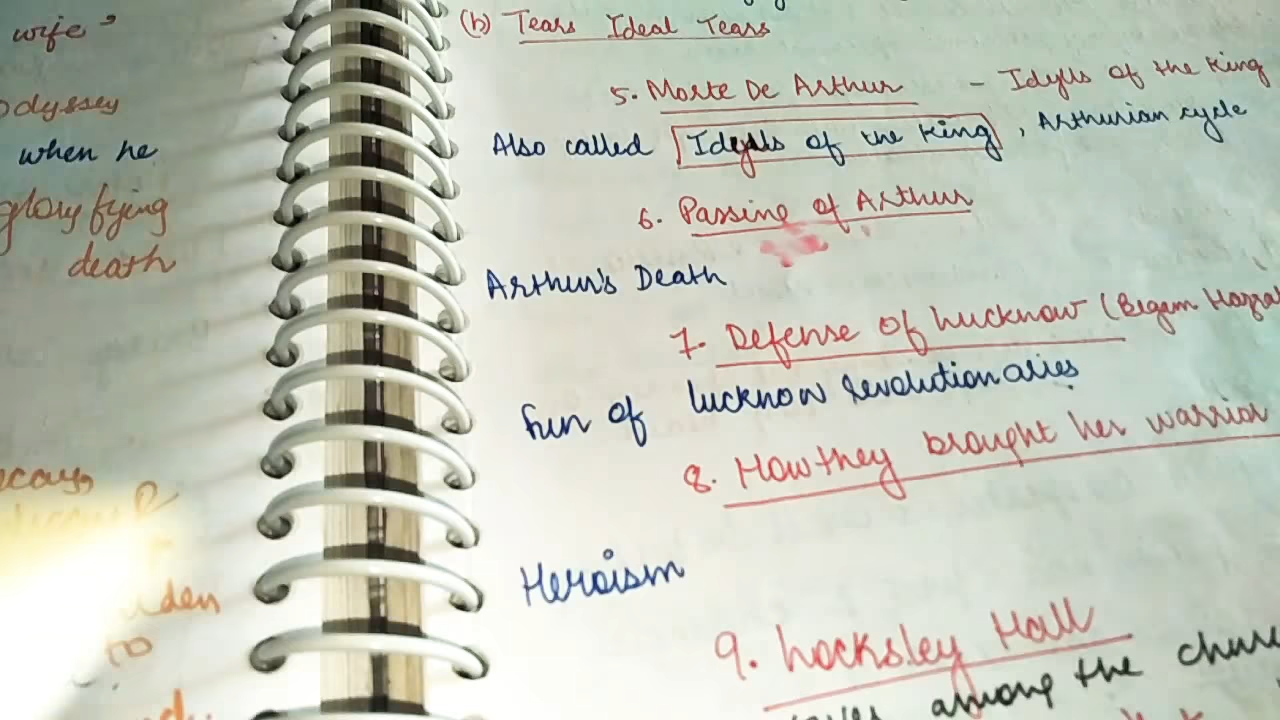 wife"
odyssey
when he
glorifying
death
to
(b) Tears Ideal Tears
5. Morte De Arthur - Idylls of the King
Also called Idylls of the King, Arthurian cycle
6. Passing of Arthur
Arthur's Death
7. Defense of Lucknow (Begam
Fun of Lucknow revolutionaries
8. How they brought her warrior
Heroism
9. Locksley Hall
among the